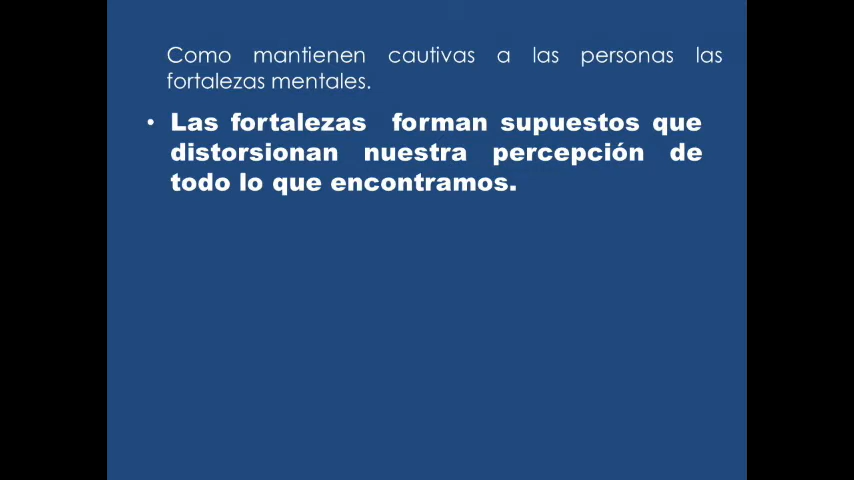 Como mantienen cautivas a las personas las
fortalezas mentales.
• Las fortalezas forman supuestos que
distorsionan nuestra percepción de
todo lo que encontramos.